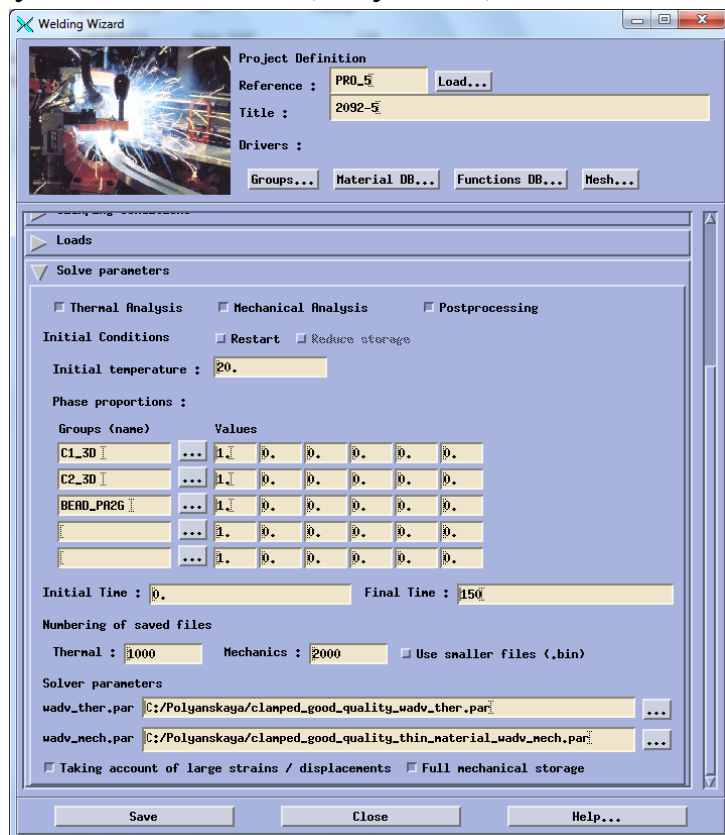 Welding Wizard
Project Definition
Reference : PRO_5 Load...
Title : 2092-5
Drivers :
Groups... Material DB... Functions DB... Mesh...
Loads
Solve parameters
Thermal Analysis Mechanical Analysis Postprocessing
Initial Conditions Restart Reduce storage
Initial temperature : 20.
Phase proportions :
Groups (name) Values
C1_3D ... 1. 0. 0. 0. 0. 0.
C2_3D ... 1. 0. 0. 0. 0. 0.
BEAD_PA2G ... 1. 0. 0. 0. 0. 0.
... 1. 0. 0. 0. 0. 0.
... 1. 0. 0. 0. 0. 0.
Initial Time : 0. Final Time : 150
Numbering of saved files
Thermal : 1000 Mechanics : 2000 Use smaller files (.bin)
Solver parameters
wadv_ther.par C:/Polyanskaya/clamped_good_quality_wadv_ther.par ...
wadv_mech.par C:/Polyanskaya/clamped_good_quality_thin_material_wadv_mech.par ...
Taking account of large strains / displacements Full mechanical storage
Save Close Help...